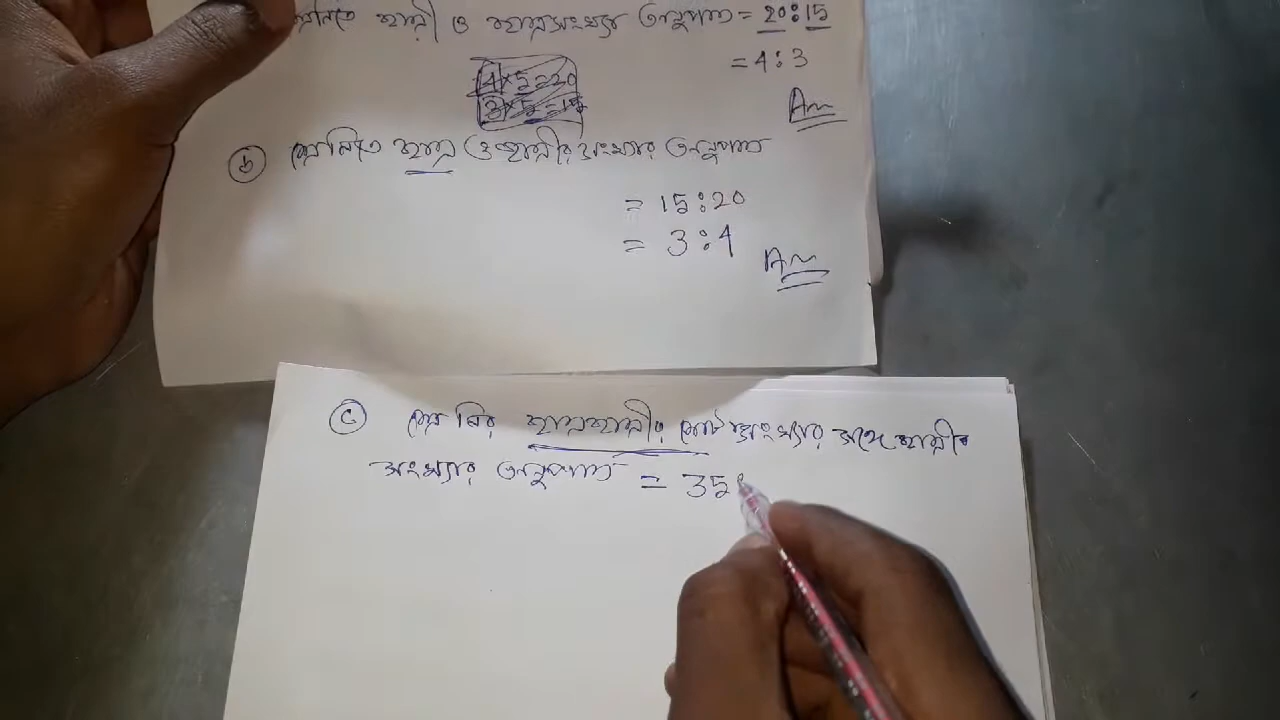 ছাত্রী ও ছাত্রসংখ্যার অনুপাত = 20:15
= 4:3
4×5=20
3×5=15
Ans
b শ্রেণিতে ছাত্র ও ছাত্রীর সংখ্যার অনুপাত
= 15:20
= 3:4
Ans
c শ্রেণির ছাত্রছাত্রীর মোট সংখ্যার সঙ্গে ছাত্রীর
সংখ্যার অনুপাত = 35: